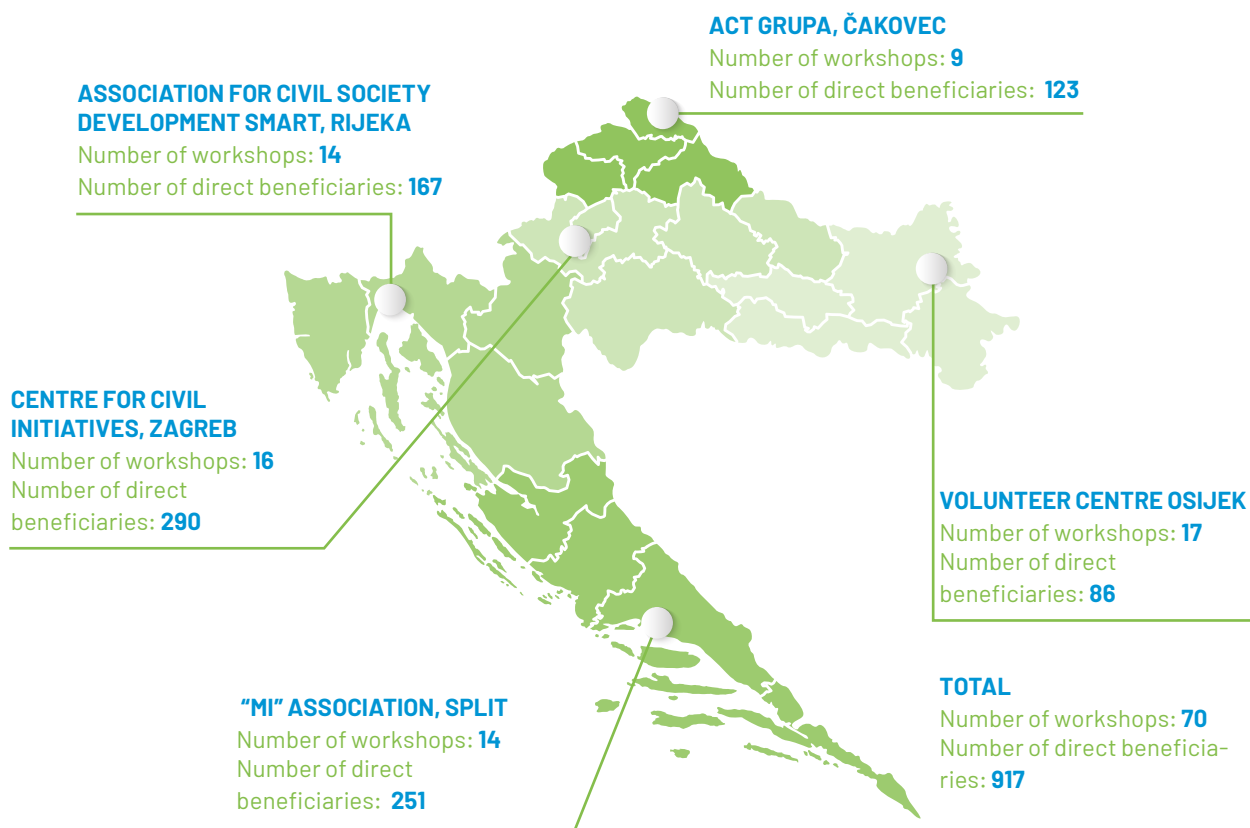 ACT GRUPA, ČAKOVEC
Number of workshops: 9
Number of direct beneficiaries: 123
ASSOCIATION FOR CIVIL SOCIETY
DEVELOPMENT SMART, RIJEKA
Number of workshops: 14
Number of direct beneficiaries: 167
CENTRE FOR CIVIL
INITIATIVES, ZAGREB
Number of workshops: 16
Number of direct
beneficiaries: 290
VOLUNTEER CENTRE OSIJEK
Number of workshops: 17
Number of direct
beneficiaries: 86
"MI" ASSOCIATION, SPLIT
Number of workshops: 14
Number of direct
beneficiaries: 251
TOTAL
Number of workshops: 70
Number of direct beneficia-
ries: 917